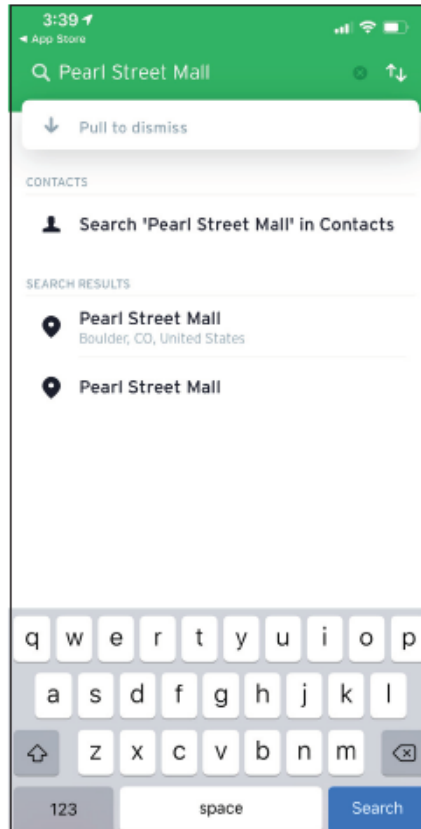 3:39
◀ App Store
Pearl Street Mall
Pull to dismiss
CONTACTS
Search 'Pearl Street Mall' in Contacts
SEARCH RESULTS
Pearl Street Mall
Boulder, CO, United States
Pearl Street Mall
q w e r t y u i o p
a s d f g h j k l
z x c v b n m
123 space Search